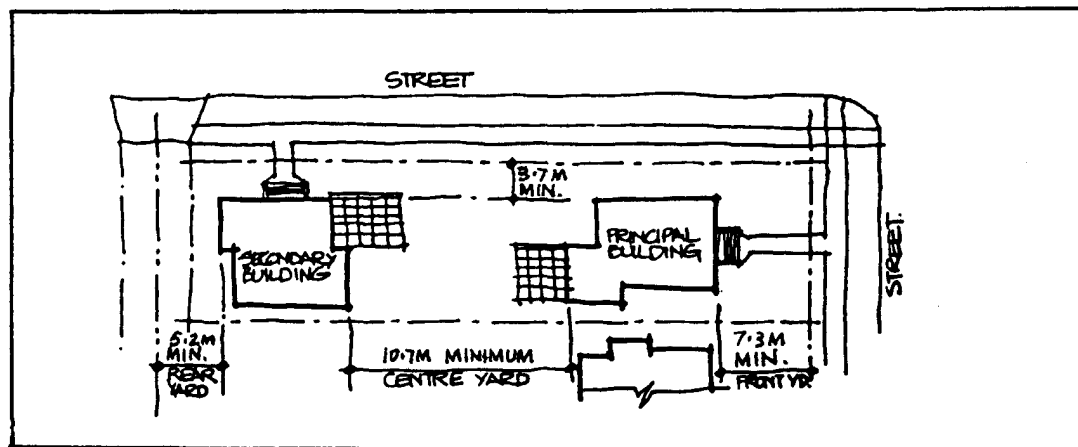 STREET
3.7M
MIN.
PRINCIPAL
BUILDING
SECONDARY
BUILDING
STREET.
5.2M
MIN.
REAR
YARD
10.7M MINIMUM
CENTRE YARD
7.3M
MIN.
FRONT YD.